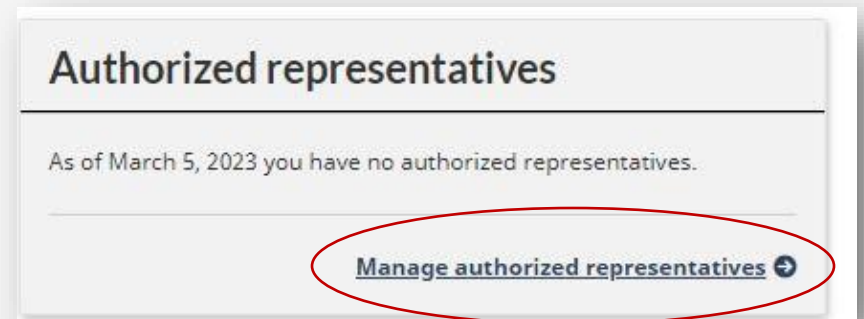 Authorized representatives
As of March 5, 2023 you have no authorized representatives.
Manage authorized representatives